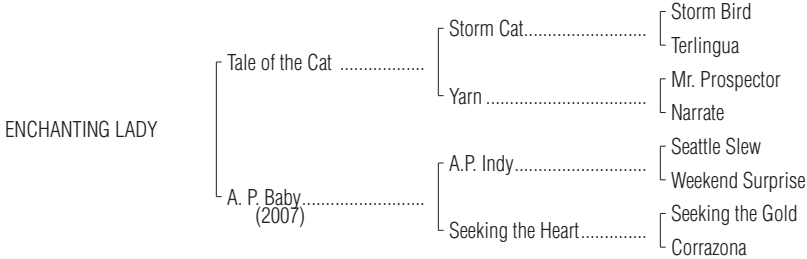 Storm Bird
Storm Cat..........................
Terlingua
Tale of the Cat ..................
Mr. Prospector
Yarn ..................................
Narrate
ENCHANTING LADY
Seattle Slew
A.P. Indy............................
Weekend Surprise
A. P. Baby..........................
(2007)
Seeking the Gold
Seeking the Heart..............
Corrazona